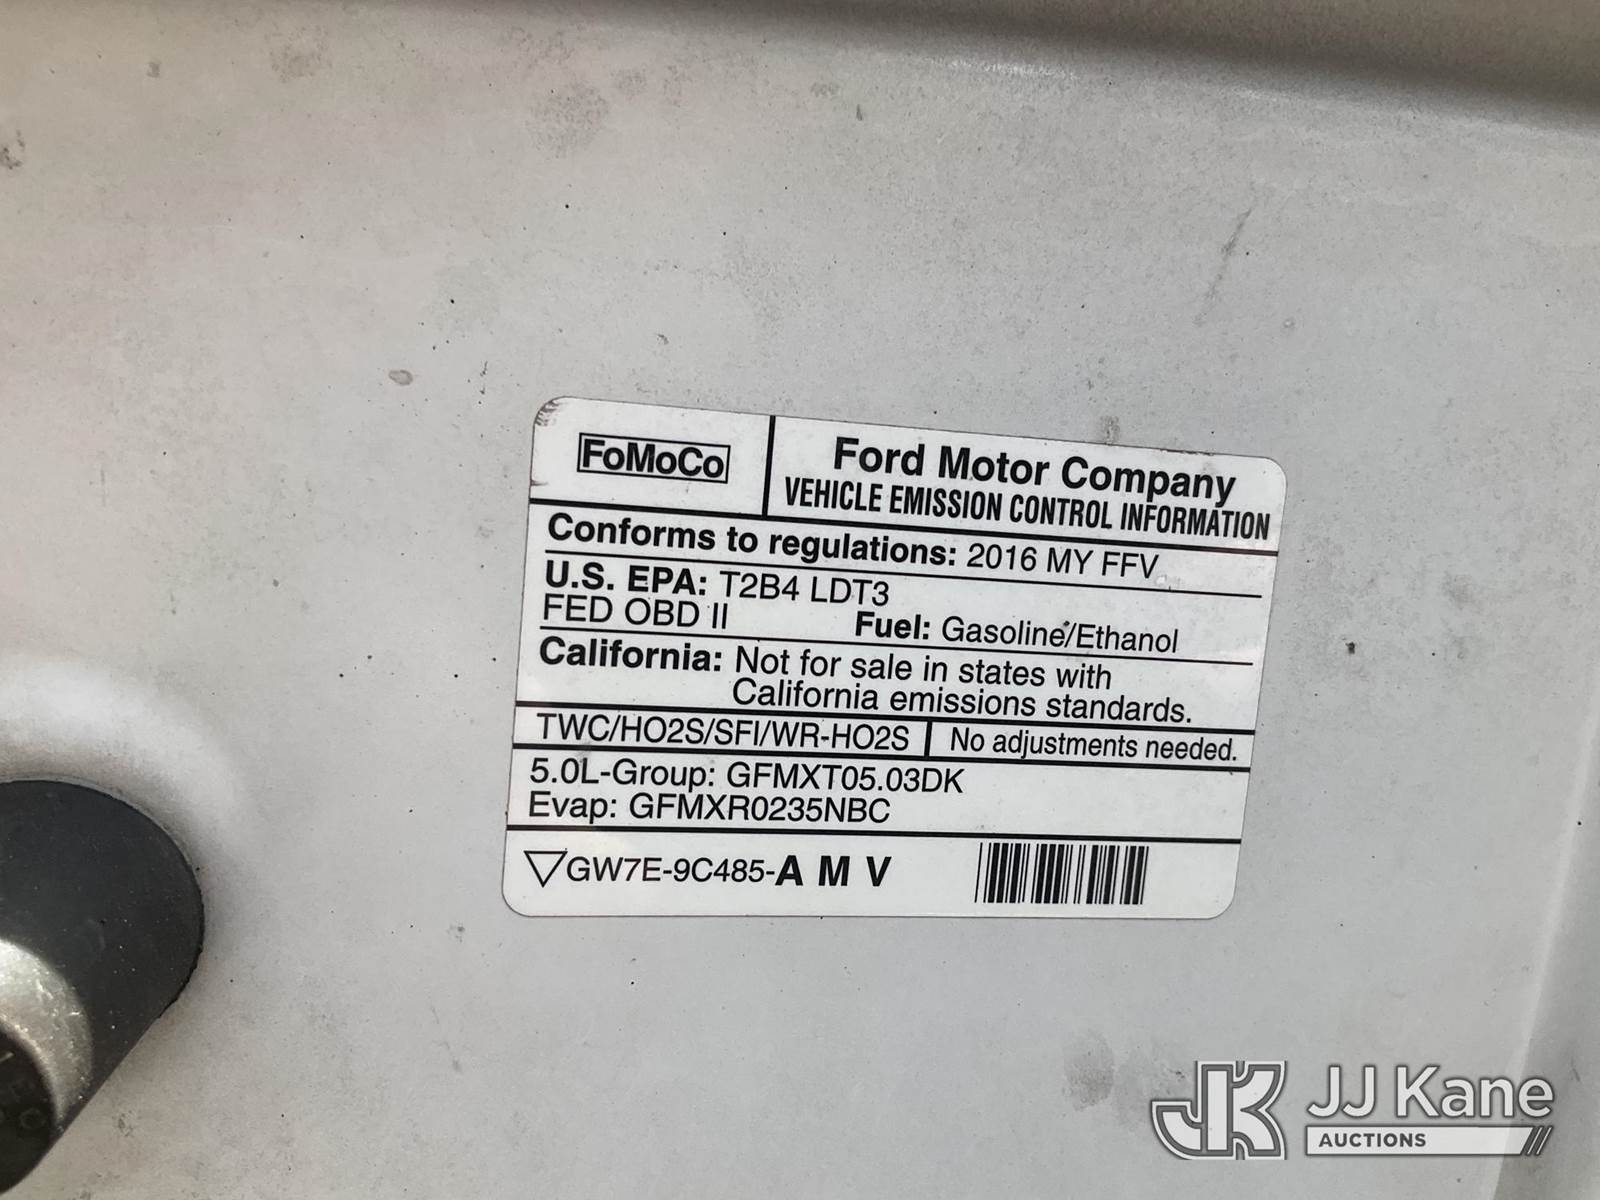 FoMoCo
Ford Motor Company
VEHICLE EMISSION CONTROL INFORMATION
Conforms to regulations: 2016 MY FFV
U.S. EPA: T2B4 LDT3
FED OBD II Fuel: Gasoline/Ethanol
California: Not for sale in states with
California emissions standards.
TWC/HO2S/SFI/WR-HO2S No adjustments needed.
5.0L-Group: GFMXT05.03DK
Evap: GFMXR0235NBC
GW7E-9C485-A M V
JK JJ Kane
AUCTIONS